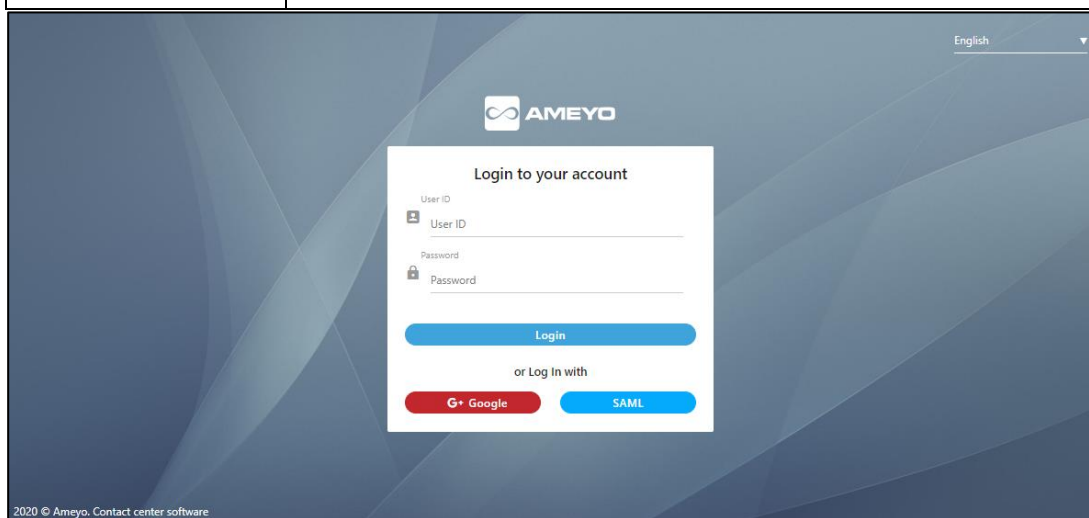 English
AMEYO
Login to your account
User ID
User ID
Password
Password
Login
or Log In with
G+ Google
SAML
2020 © Ameyo. Contact center software